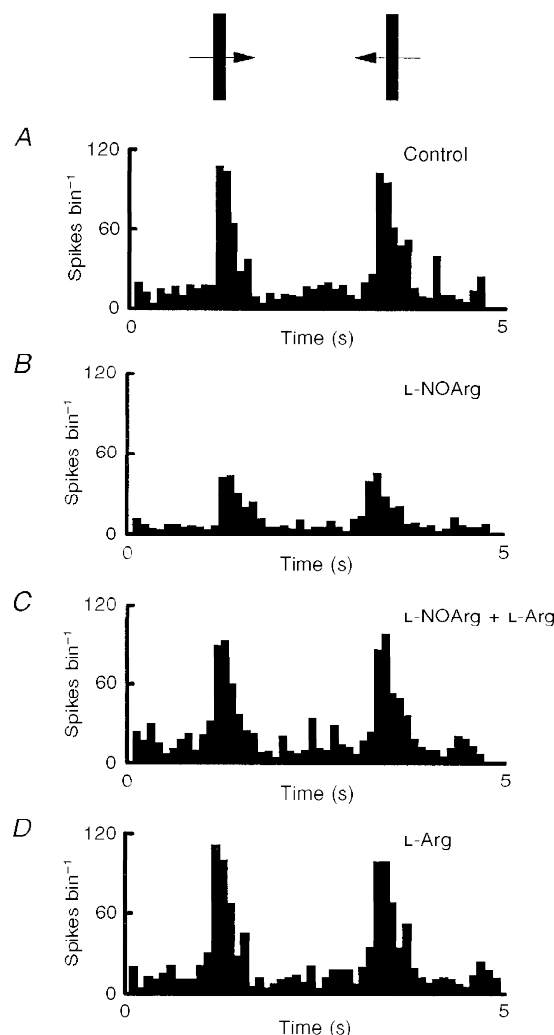 A
Control
120
60
0
Spikes bin⁻¹
0
5
Time (s)
B
L-NOArg
120
60
0
Spikes bin⁻¹
0
5
Time (s)
C
L-NOArg + L-Arg
120
60
0
Spikes bin⁻¹
0
5
Time (s)
D
L-Arg
120
60
0
Spikes bin⁻¹
0
5
Time (s)